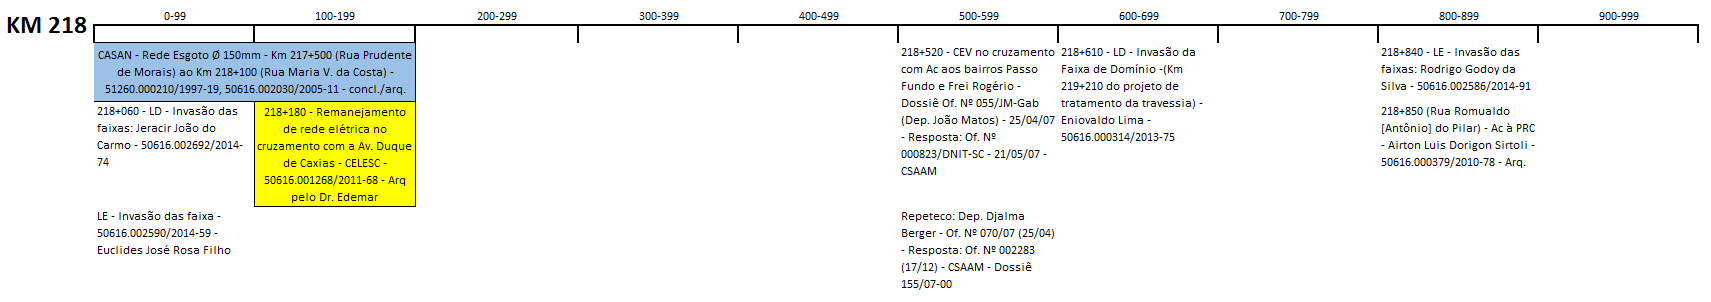 KM 218
0-99
100-199
200-299
300-399
400-499
500-599
600-699
700-799
800-899
900-999
CASAN - Rede Esgoto Ø 150mm - Km 217+500 (Rua Prudente
de Morais) ao Km 218+100 (Rua Maria V. da Costa) -
51260.000210/1997-19, 50616.002030/2005-11 - concl./arq.
218+060 - LD - Invasão das
faixas: Jeracir João do
Carmo - 50616.002692/2014-
74
LE - Invasão das faixa -
50616.002590/2014-59 -
Euclides José Rosa Filho
218+180 - Remanejamento
de rede elétrica no
cruzamento com a Av. Duque
de Caxias - CELESC -
50616.001268/2011-68 - Arq
pelo Dr. Edemar
218+520 - CEV no cruzamento
com Ac aos bairros Passo
Fundo e Frei Rogério -
Dossiê Of. Nº 055/JM-Gab
(Dep. João Matos) - 25/04/07
- Resposta: Of. Nº
000823/DNIT-SC - 21/05/07 -
CSAAM
Repeteco: Dep. Djalma
Berger - Of. Nº 070/07 (25/04)
- Resposta: Of. Nº 002283
(17/12) - CSAAM - Dossiê
155/07-00
218+610 - LD - Invasão da
Faixa de Domínio -(Km
219+210 do projeto de
tratamento da travessia) -
Eniovaldo Lima -
50616.000314/2013-75
218+840 - LE - Invasão das
faixas: Rodrigo Godoy da
Silva - 50616.002586/2014-91
218+850 (Rua Romualdo
[Antônio] do Pilar) - Ac à PRC
- Airton Luis Dorigon Sirtoli -
50616.000379/2010-78 - Arq.